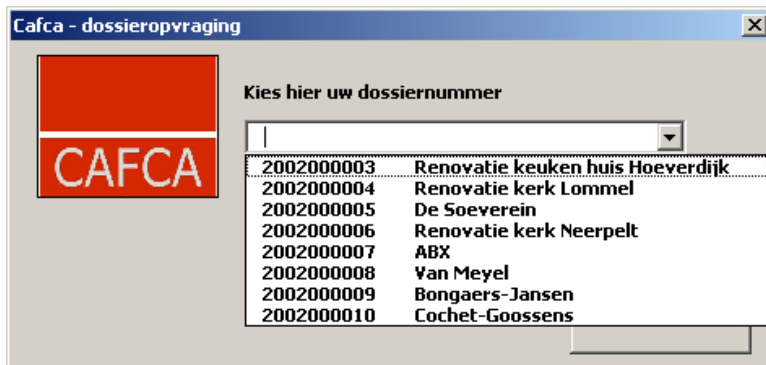 Cafca - dossieropvraging
CAFCA
Kies hier uw dossiernummer
2002000003 Renovatie keuken huis Hoeverdijk
2002000004 Renovatie kerk Lommel
2002000005 De Soeverein
2002000006 Renovatie kerk Neerpelt
2002000007 ABX
2002000008 Van Meyel
2002000009 Bongaers-Jansen
2002000010 Cochet-Goossens